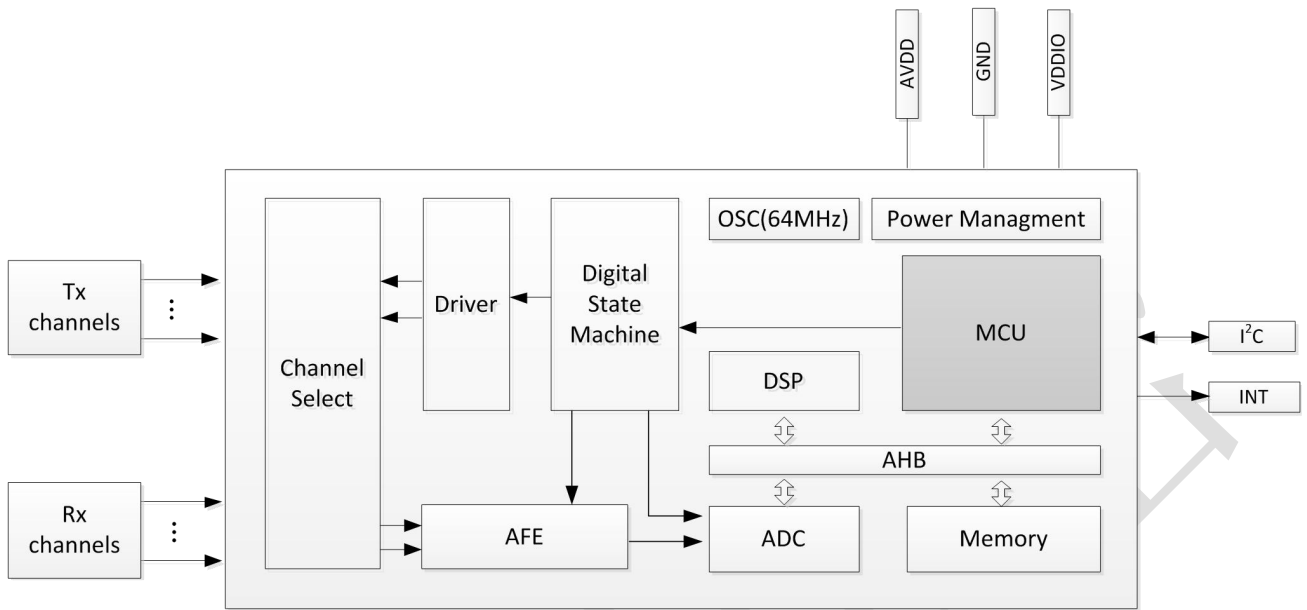 AVDD
GND
VDDIO
OSC(64MHz)
Power Managment
Tx
channels
Channel
Select
Driver
Digital
State
Machine
MCU
DSP
I²C
INT
AHB
Rx
channels
AFE
ADC
Memory